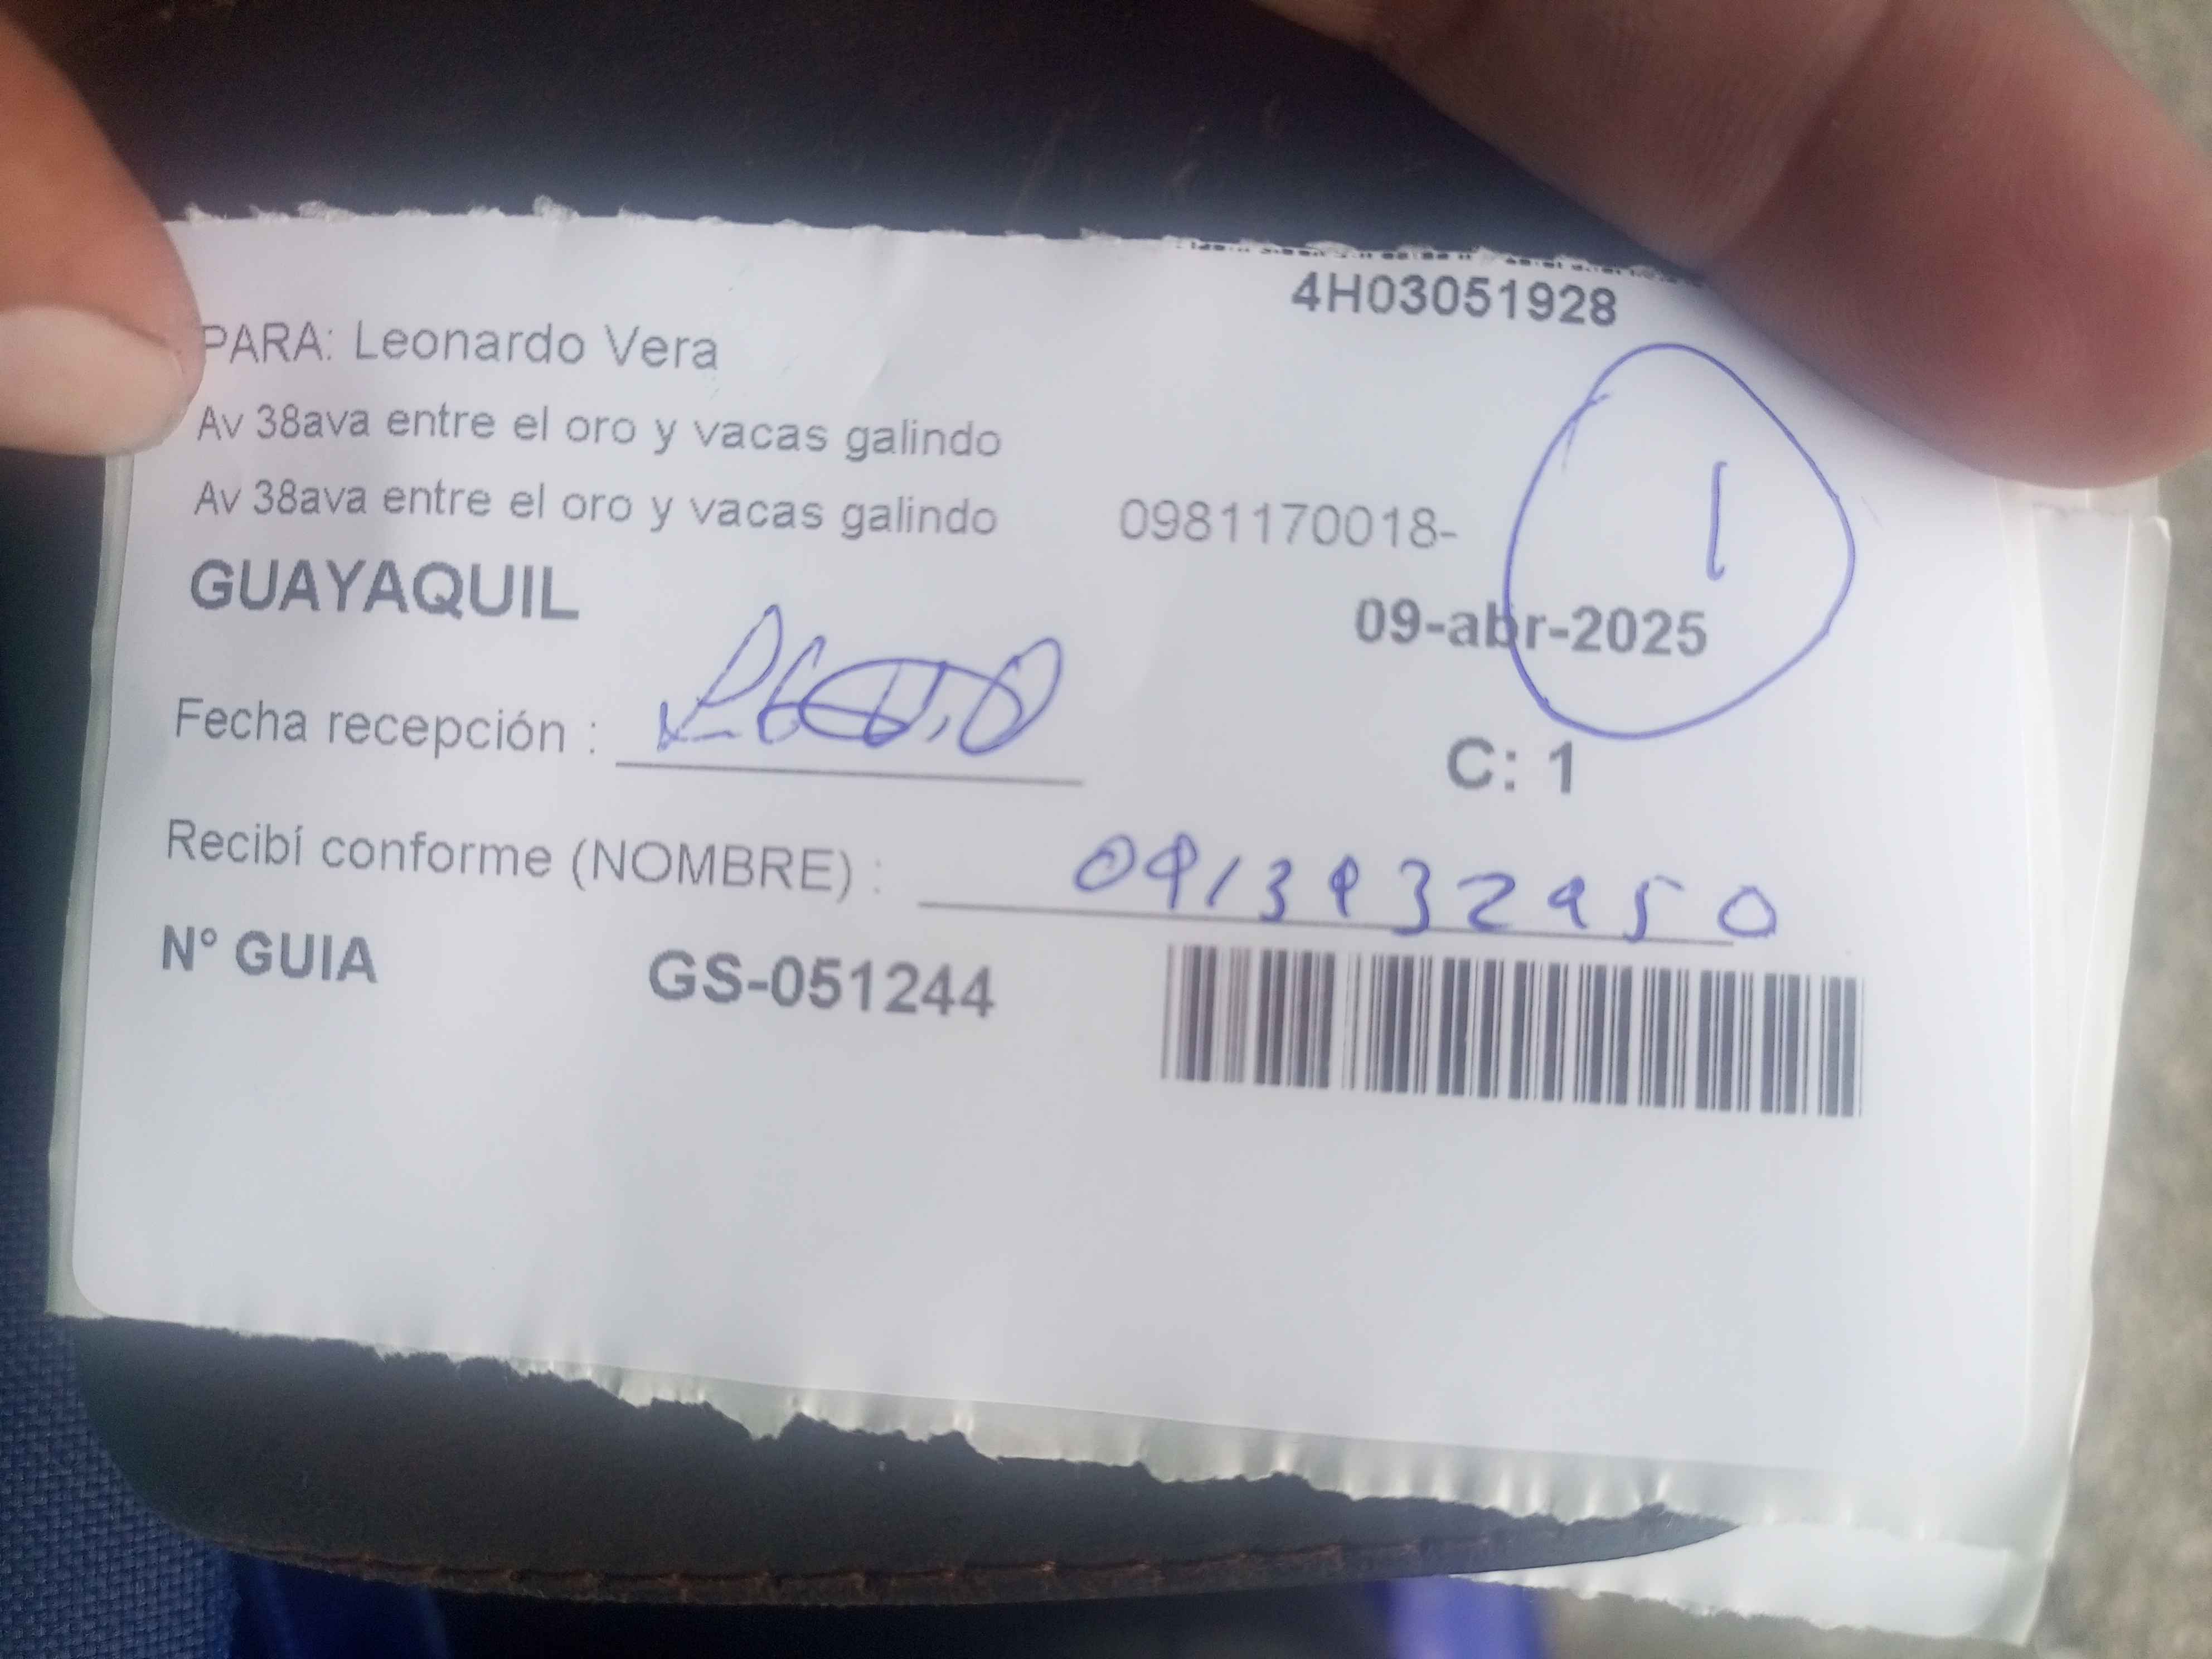 4H03051928
PARA: Leonardo Vera
Av 38ava entre el oro y vacas galindo
Av 38ava entre el oro y vacas galindo 0981170018-
1
GUAYAQUIL
09-abr-2025
Fecha recepción :
C: 1
Recibí conforme (NOMBRE) : 0913932950
Nº GUIA GS-051244